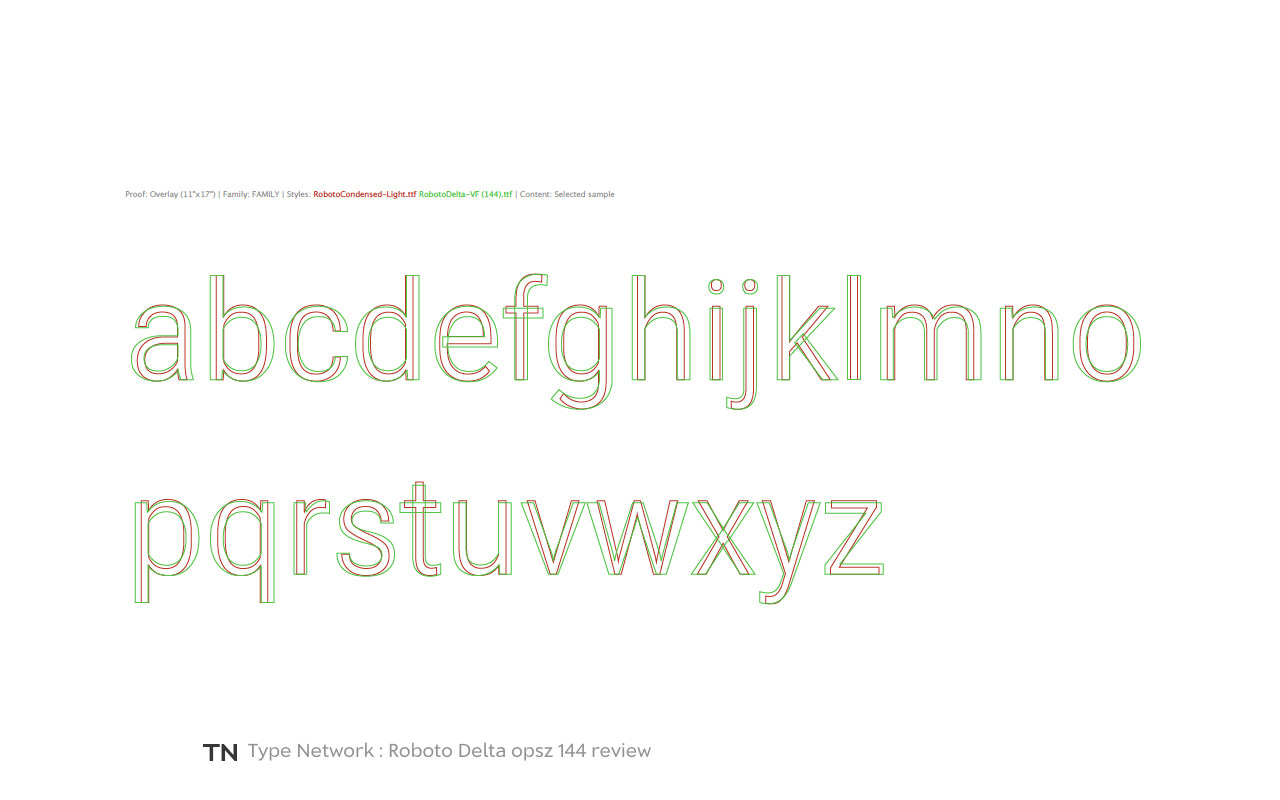 Proof: Overlay (11"x17") | Family: FAMILY | Styles: RobotoCondensed-Light.ttf RobotoDelta-VF (144).ttf | Content: Selected sample
abcdefghijklmno
pqrstuvwxyz
TN Type Network : Roboto Delta opsz 144 review